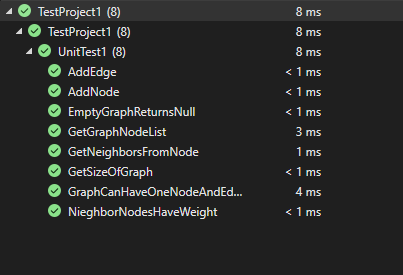 TestProject1 (8) 8 ms
TestProject1 (8) 8 ms
UnitTest1 (8) 8 ms
AddEdge < 1 ms
AddNode < 1 ms
EmptyGraphReturnsNull < 1 ms
GetGraphNodeList 3 ms
GetNeighborsFromNode 1 ms
GetSizeOfGraph < 1 ms
GraphCanHaveOneNodeAndEd... 4 ms
NieghborNodesHaveWeight < 1 ms